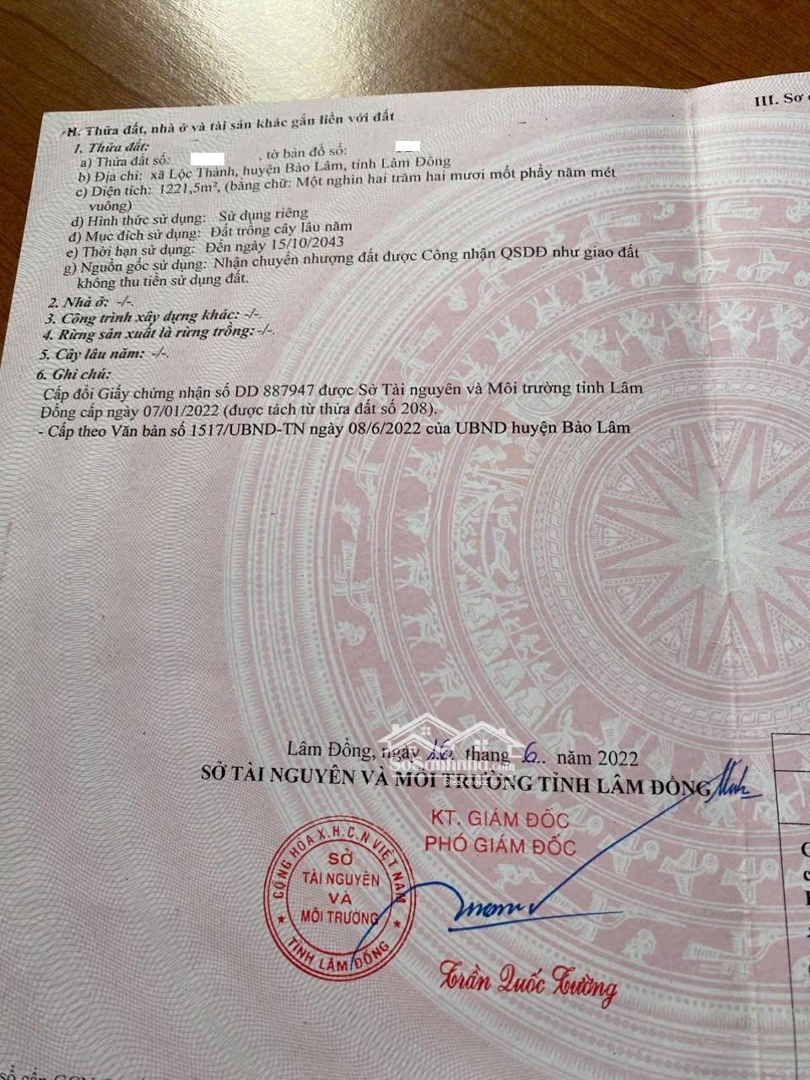 II. Thửa đất, nhà ở và tài sản khác gắn liền với đất
III. Sơ
1. Thửa đất:
a) Thửa đất số: , tờ bản đồ số:
b) Địa chỉ: xã Lộc Thành, huyện Bảo Lâm, tỉnh Lâm Đồng
c) Diện tích: 1221,5m², (bằng chữ: Một nghìn hai trăm hai mươi mốt phẩy năm mét
vuông)
d) Hình thức sử dụng: Sử dụng riêng
đ) Mục đích sử dụng: Đất trồng cây lâu năm
e) Thời hạn sử dụng: Đến ngày 15/10/2043
g) Nguồn gốc sử dụng: Nhận chuyển nhượng đất được Công nhận QSDĐ như giao đất
không thu tiền sử dụng đất.
2. Nhà ở: -/-.
3. Công trình xây dựng khác: -/-.
4. Rừng sản xuất là rừng trồng: -/-.
5. Cây lâu năm: -/-.
6. Ghi chú:
Cấp đổi Giấy chứng nhận số DD 887947 được Sở Tài nguyên và Môi trường tỉnh Lâm
Đồng cấp ngày 07/01/2022 (được tách từ thửa đất số 208).
- Cấp theo Văn bản số 1517/UBND-TN ngày 08/6/2022 của UBND huyện Bảo Lâm
Lâm Đồng, ngày 16 tháng 6.. năm 2022
SỞ TÀI NGUYÊN VÀ MÔI TRƯỜNG TỈNH LÂM ĐỒNG
KT. GIÁM ĐỐC
PHÓ GIÁM ĐỐC
CỘNG HÒA X.H.C.N VIỆT NAM
SỞ
TÀI NGUYÊN
VÀ
MÔI TRƯỜNG
TỈNH LÂM ĐỒNG
Trần Quốc Tường